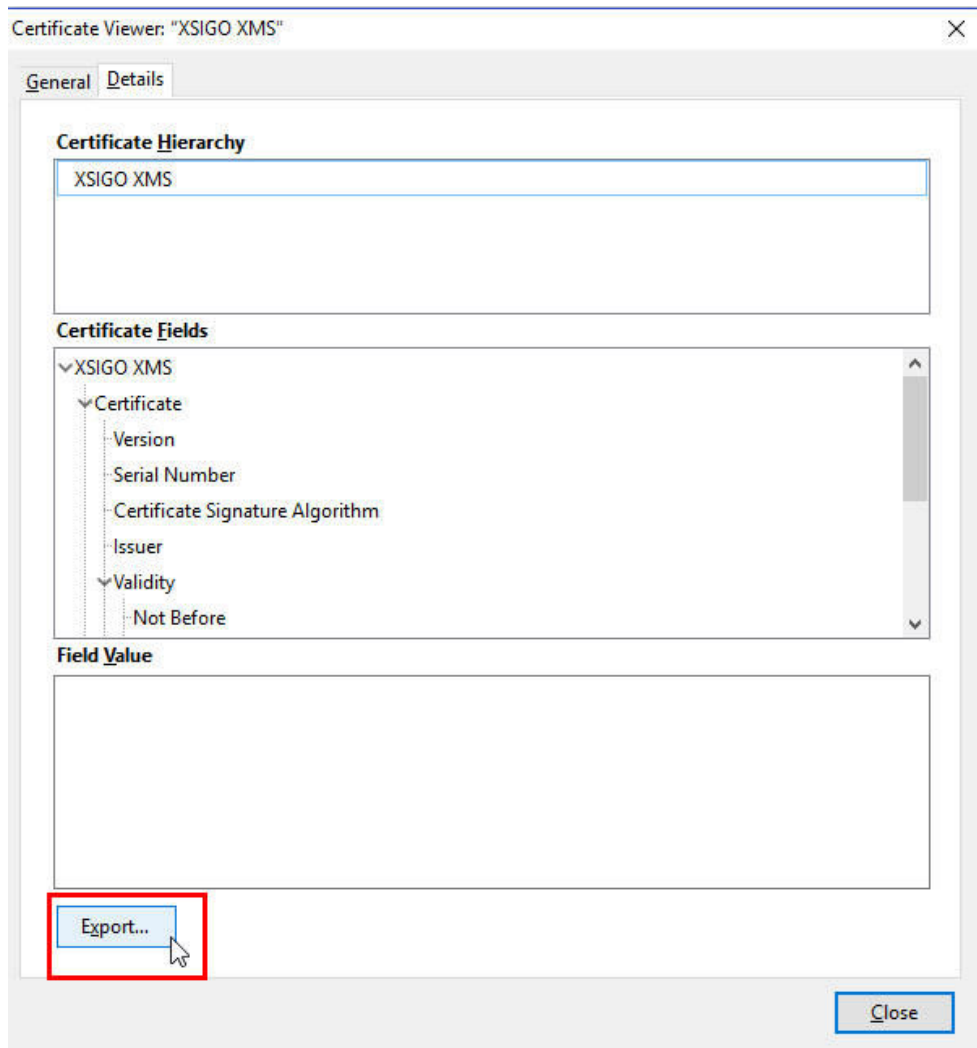 Certificate Viewer: "XSIGO XMS"
General Details
Certificate Hierarchy
XSIGO XMS
Certificate Fields
XSIGO XMS
Certificate
Version
Serial Number
Certificate Signature Algorithm
Issuer
Validity
Not Before
Field Value
Export...
Close